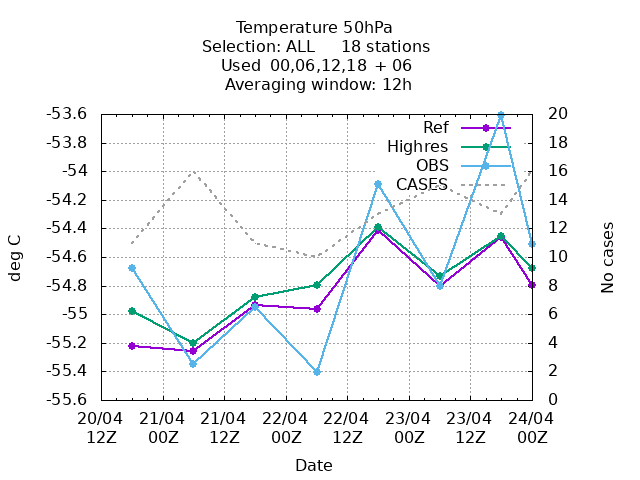 Temperature 50hPa
Selection: ALL 18 stations
Used 00,06,12,18 + 06
Averaging window: 12h
-53.6
-53.8
-54
-54.2
-54.4
-54.6
-54.8
-55
-55.2
-55.4
-55.6
deg C
Ref
Highres
OBS
CASES
20
18
16
14
12
10
8
6
4
2
0
No cases
20/04 21/04 21/04 22/04 22/04 23/04 23/04 24/04
12Z 00Z 12Z 00Z 12Z 00Z 12Z 00Z
Date